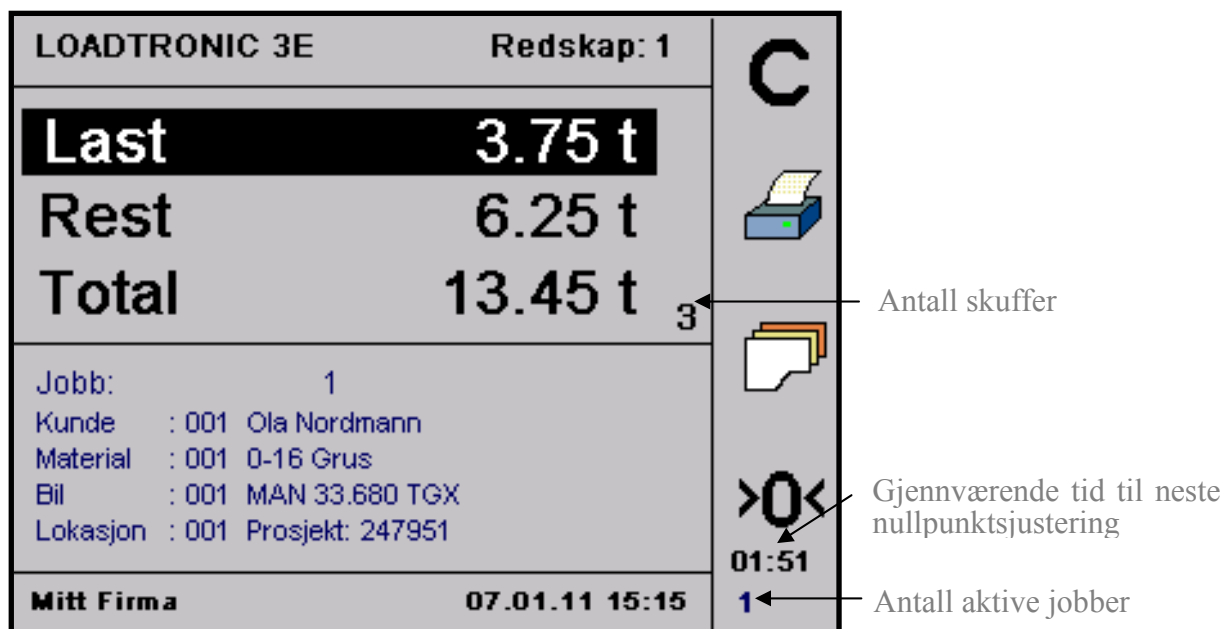 LOADTRONIC 3E Redskap: 1
C
Last 3.75 t
Rest 6.25 t
Total 13.45 t 3
Antall skuffer
Jobb: 1
Kunde : 001 Ola Nordmann
Material : 001 0-16 Grus
Bil : 001 MAN 33.680 TGX
Lokasjon : 001 Prosjekt: 247951
>0<
Gjennværende tid til neste
nullpunktsjustering
01:51
Mitt Firma 07.01.11 15:15 1
Antall aktive jobber